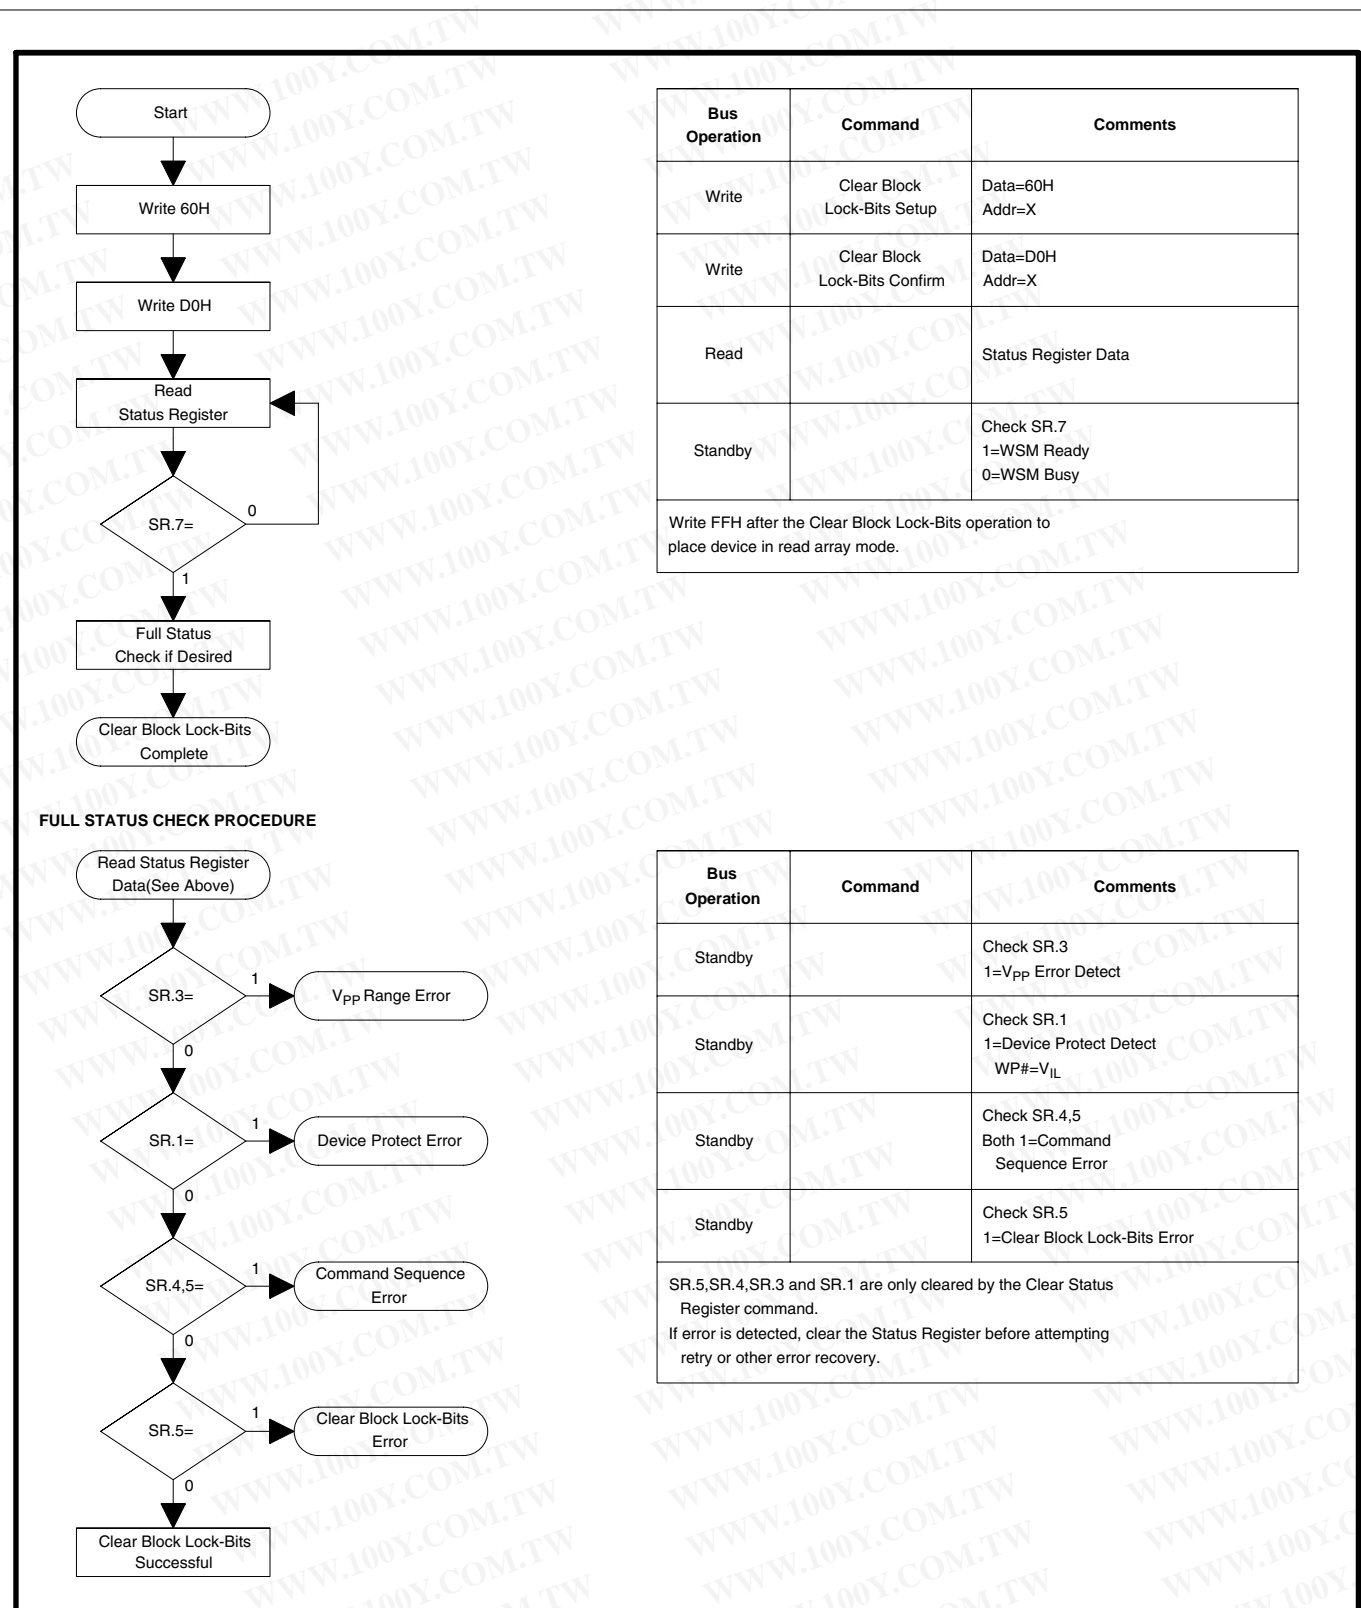 Start
Write 60H
Write D0H
Read
Status Register
SR.7=
0
1
Full Status
Check if Desired
Clear Block Lock-Bits
Complete
Bus
Operation
Command
Comments
Write
Clear Block
Lock-Bits Setup
Data=60H
Addr=X
Write
Clear Block
Lock-Bits Confirm
Data=D0H
Addr=X
Read
Status Register Data
Standby
Check SR.7
1=WSM Ready
0=WSM Busy
Write FFH after the Clear Block Lock-Bits operation to
place device in read array mode.
FULL STATUS CHECK PROCEDURE
Read Status Register
Data(See Above)
SR.3=
1
VPP Range Error
0
SR.1=
1
Device Protect Error
0
SR.4,5=
1
Command Sequence
Error
0
SR.5=
1
Clear Block Lock-Bits
Error
0
Clear Block Lock-Bits
Successful
Bus
Operation
Command
Comments
Standby
Check SR.3
1=VPP Error Detect
Standby
Check SR.1
1=Device Protect Detect
WP#=VIL
Standby
Check SR.4,5
Both 1=Command
Sequence Error
Standby
Check SR.5
1=Clear Block Lock-Bits Error
SR.5,SR.4,SR.3 and SR.1 are only cleared by the Clear Status
Register command.
If error is detected, clear the Status Register before attempting
retry or other error recovery.
WWW.100Y.COM.TW